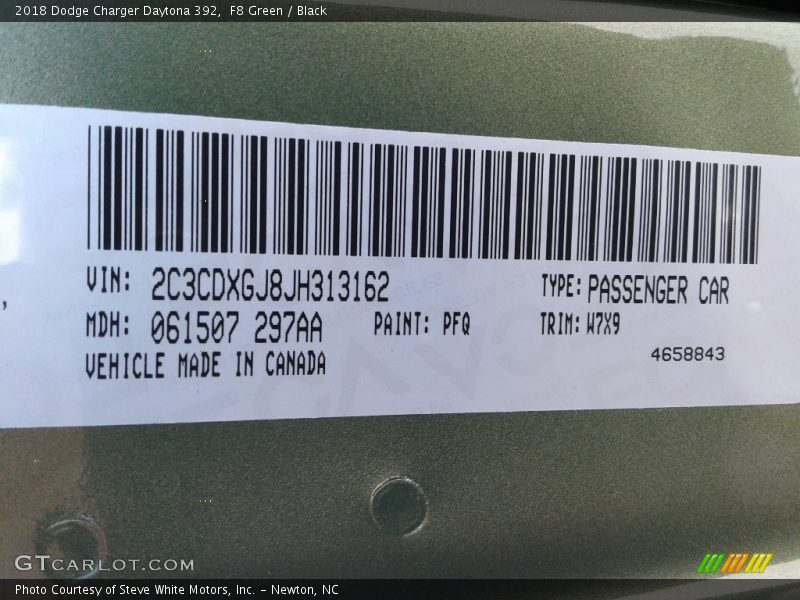 2018 Dodge Charger Daytona 392, F8 Green / Black
VIN: 2C3CDXGJ8JH313162 TYPE: PASSENGER CAR
MDH: 061507 297AA PAINT: PFQ TRIM: W7X9
VEHICLE MADE IN CANADA 4658843
GTCARLOT.COM
Photo Courtesy of Steve White Motors, Inc. – Newton, NC